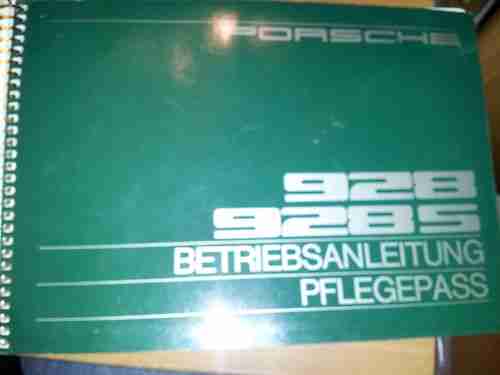 PORSCHE
928
928S
BETRIEBSANLEITUNG
PFLEGEPASS